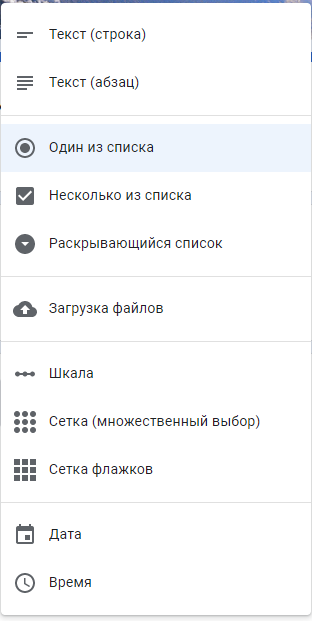 Текст (строка)
Текст (абзац)
Один из списка
Несколько из списка
Раскрывающийся список
Загрузка файлов
Шкала
Сетка (множественный выбор)
Сетка флажков
Дата
Время